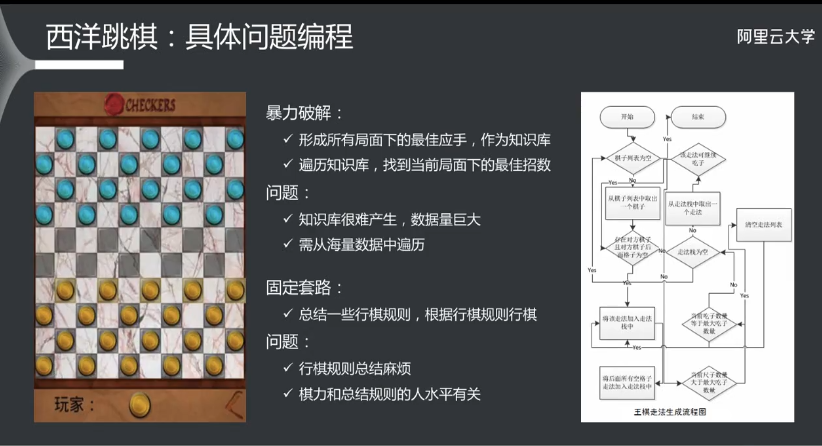 西洋跳棋：具体问题编程
阿里云大学
CHECKERS
玩家：
暴力破解：
✓ 形成所有局面下的最佳应手，作为知识库
✓ 遍历知识库，找到当前局面下的最佳招数
问题：
✓ 知识库很难产生，数据量巨大
✓ 需从海量数据中遍历
固定套路：
✓ 总结一些行棋规则，根据行棋规则行棋
问题：
✓ 行棋规则总结麻烦
✓ 棋力和总结规则的人水平有关
开始
结束
Yes
棋子列表为空
该走法可继续
吃子
Yes
No
从棋子列表中取出
一个棋子
从走法栈中取出一
个走法
清空走法列表
No
存在对方棋子
且对方棋子后
面格子为空
No
走法栈为空
Yes
No
Yes
No
Yes
将该走法加入走法
栈中
当前吃子数量
等于最大吃子
数量
Yes
将后面所有空格子
走法加入走法栈中
当前尺子数量
大于最大吃子
数量
王棋走法生成流程图